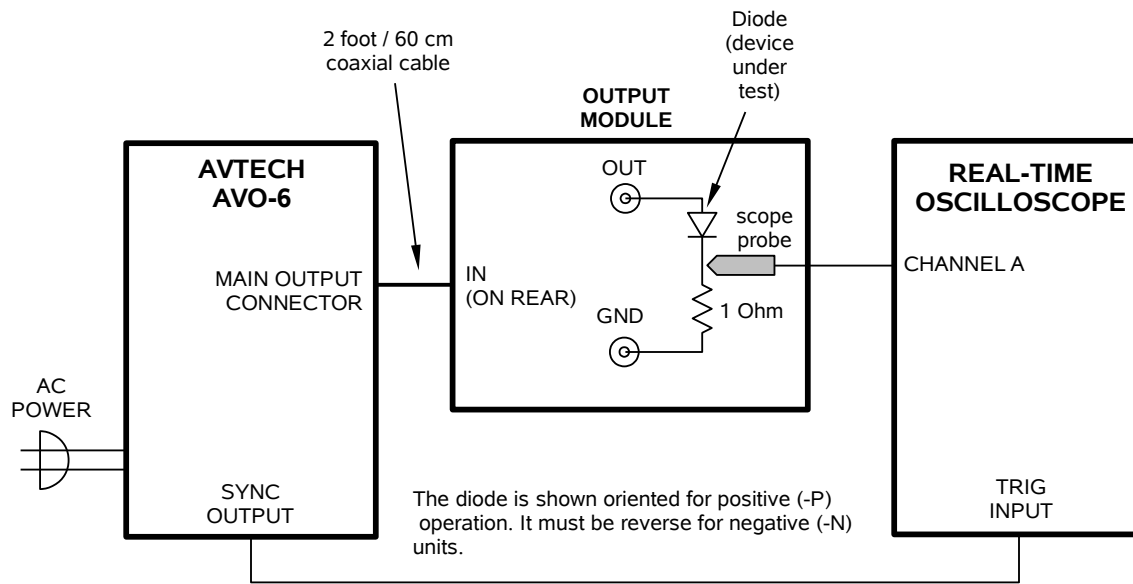 2 foot / 60 cm
coaxial cable
Diode
(device
under
test)
OUTPUT
MODULE
AVTECH
AVO-6
OUT
scope
probe
REAL-TIME
OSCILLOSCOPE
MAIN OUTPUT
CONNECTOR
IN
(ON REAR)
CHANNEL A
1 Ohm
GND
AC
POWER
SYNC
OUTPUT
The diode is shown oriented for positive (-P)
operation. It must be reverse for negative (-N)
units.
TRIG
INPUT